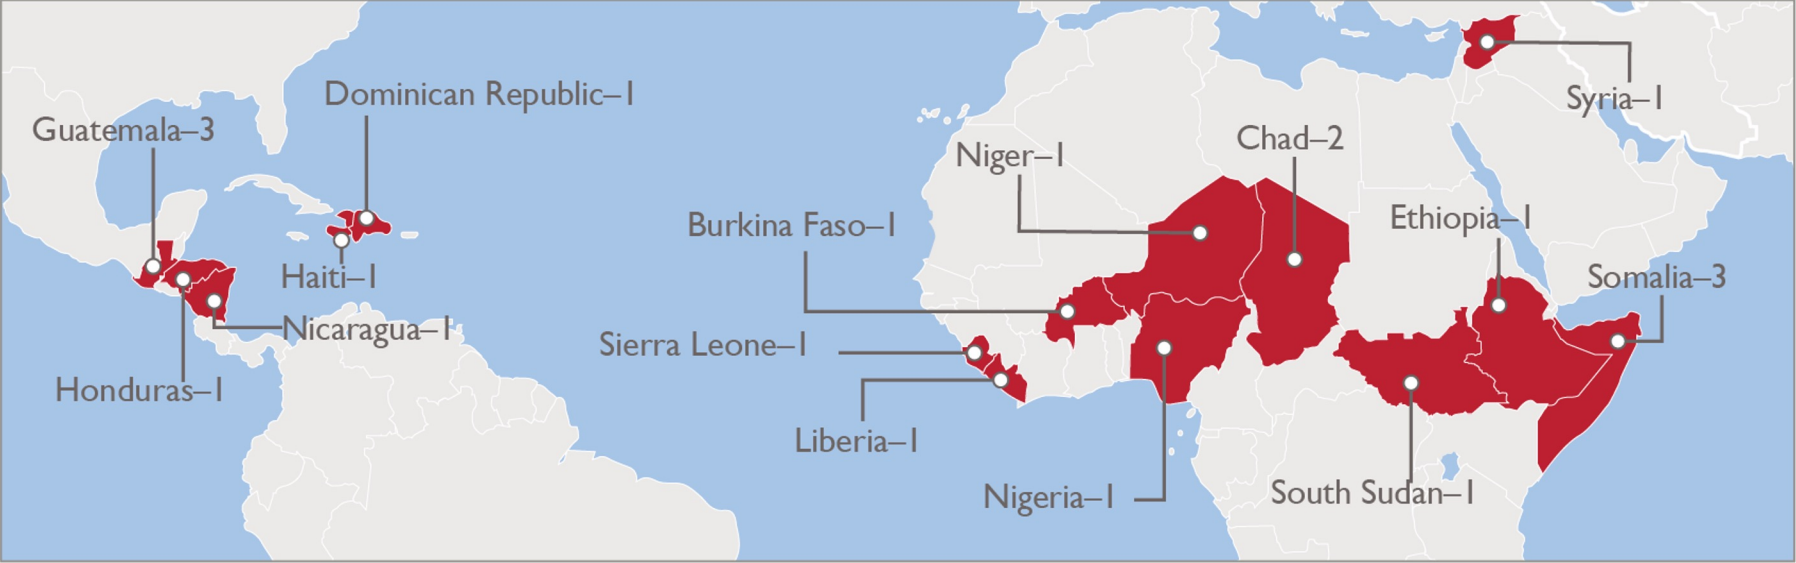 Dominican Republic–1
Guatemala–3
Haiti–1
Nicaragua–1
Honduras–1
Syria–1
Chad–2
Niger–1
Burkina Faso–1
Ethiopia–1
Somalia–3
Sierra Leone–1
Liberia–1
Nigeria–1
South Sudan–1